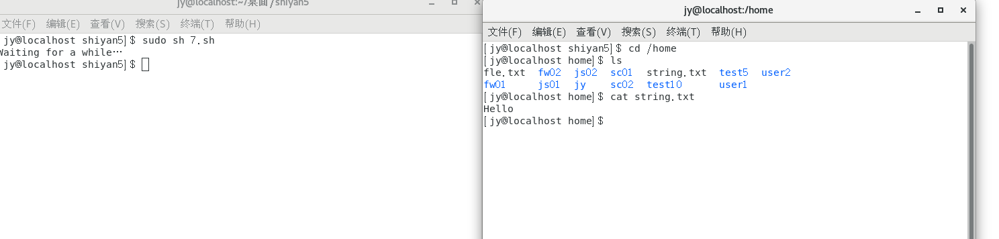 jy@localhost:~/桌面/shiyan5
文件(F) 编辑(E) 查看(V) 搜索(S) 终端(T) 帮助(H)
jy@localhost shiyan5]$ sudo sh 7.sh
Waiting for a while…
jy@localhost shiyan5]$
jy@localhost:/home
文件(F) 编辑(E) 查看(V) 搜索(S) 终端(T) 帮助(H)
[jy@localhost shiyan5]$ cd /home
[jy@localhost home]$ ls
fle.txt fw02 js02 sc01 string.txt test5 user2
fw01 js01 jy sc02 test10 user1
[jy@localhost home]$ cat string.txt
Hello
[jy@localhost home]$